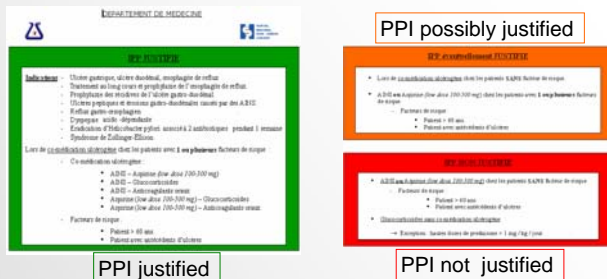 DEPARTEMENT DE MEDECINE
IPP JUSTIFIE
Indications - Ulcère gastrique, ulcère duodénal, œsophagite de reflux
- Traitement au long cours et prophylaxie de l'œsophagite de reflux
- Prophylaxie des récidives de l'ulcère gastro-duodénal
- Ulcères peptiques et érosions gastro-duodénales causés par des AINS
- Reflux gastro-œsophagien
- Dyspepsie acido-dépendante
- Eradication d'Helicobacter pylori associé à 2 antibiotiques pendant 1 semaine
- Syndrome de Zollinger-Ellison
Lors de co-médication ulcérogène chez les patients avec 1 ou plusieurs facteurs de risque
- Co-médication ulcérogène:
• AINS – Aspirine (low dose 100-300 mg)
• AINS – Glucocorticoïdes
• AINS – Anticoagulants oraux
• Aspirine (low dose 100-300 mg) – Glucocorticoïdes
• Aspirine (low dose 100-300 mg) – Anticoagulants oraux
- Facteurs de risque:
• Patient > 60 ans
• Patient avec antécédents d'ulcères
PPI justified
PPI possibly justified
IPP éventuellement JUSTIFIE
• Lors de co-médication ulcérogène chez les patients SANS facteur de risque
• AINS ou Aspirine (low dose 100-300 mg) chez les patients avec 1 ou plusieurs facteurs de risque
- Facteurs de risque
• Patient > 60 ans
• Patient avec antécédents d'ulcères
IPP NON JUSTIFIE
• AINS ou Aspirine (low dose 100-300 mg) chez les patients SANS facteur de risque
- Facteurs de risque
• Patient > 60 ans
• Patient avec antécédents d'ulcères
• Glucocorticoïdes sans co-médication ulcérogène
→ Exception: hautes doses de prednisone > 1 mg / kg / jour
PPI not justified